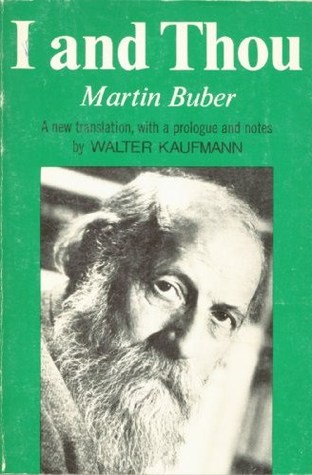 I and Thou
Martin Buber
A new translation, with a prologue and notes
by WALTER KAUFMANN